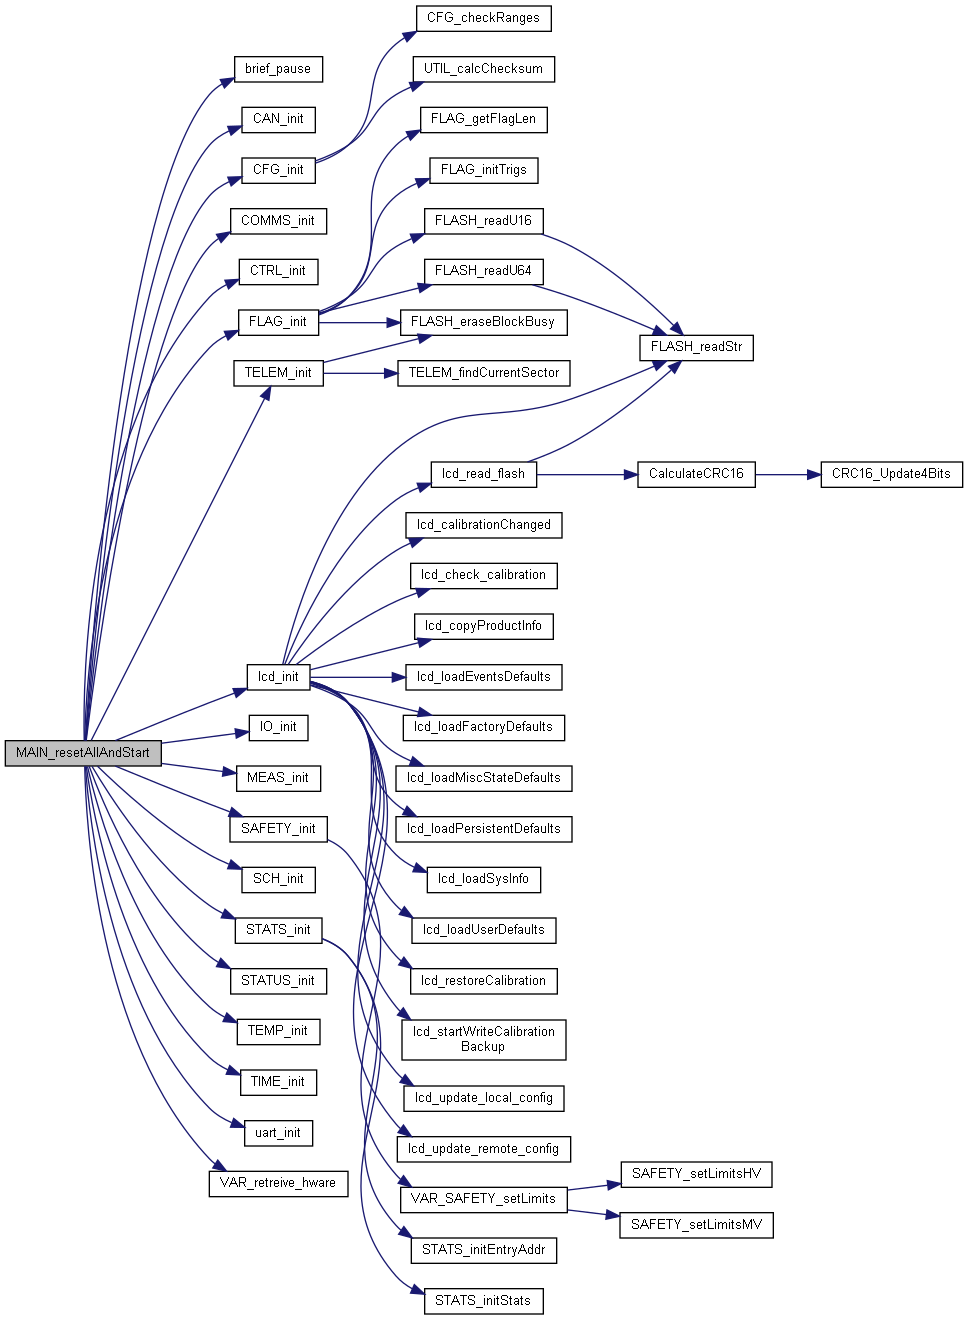 CFG_checkRanges
brief_pause
UTIL_calcChecksum
CAN_init
FLAG_getFlagLen
CFG_init
FLAG_initTrigs
COMMS_init
FLASH_readU16
CTRL_init
FLASH_readU64
FLAG_init
FLASH_eraseBlockBusy
FLASH_readStr
TELEM_init
TELEM_findCurrentSector
lcd_read_flash
CalculateCRC16
CRC16_Update4Bits
lcd_calibrationChanged
lcd_check_calibration
lcd_copyProductInfo
lcd_init
lcd_loadEventsDefaults
IO_init
lcd_loadFactoryDefaults
MAIN_resetAllAndStart
MEAS_init
lcd_loadMiscStateDefaults
SAFETY_init
lcd_loadPersistentDefaults
SCH_init
lcd_loadSysInfo
STATS_init
lcd_loadUserDefaults
STATUS_init
lcd_restoreCalibration
TEMP_init
lcd_startWriteCalibration
Backup
TIME_init
lcd_update_local_config
uart_init
lcd_update_remote_config
VAR_retreive_hware
VAR_SAFETY_setLimits
SAFETY_setLimitsHV
SAFETY_setLimitsMV
STATS_initEntryAddr
STATS_initStats